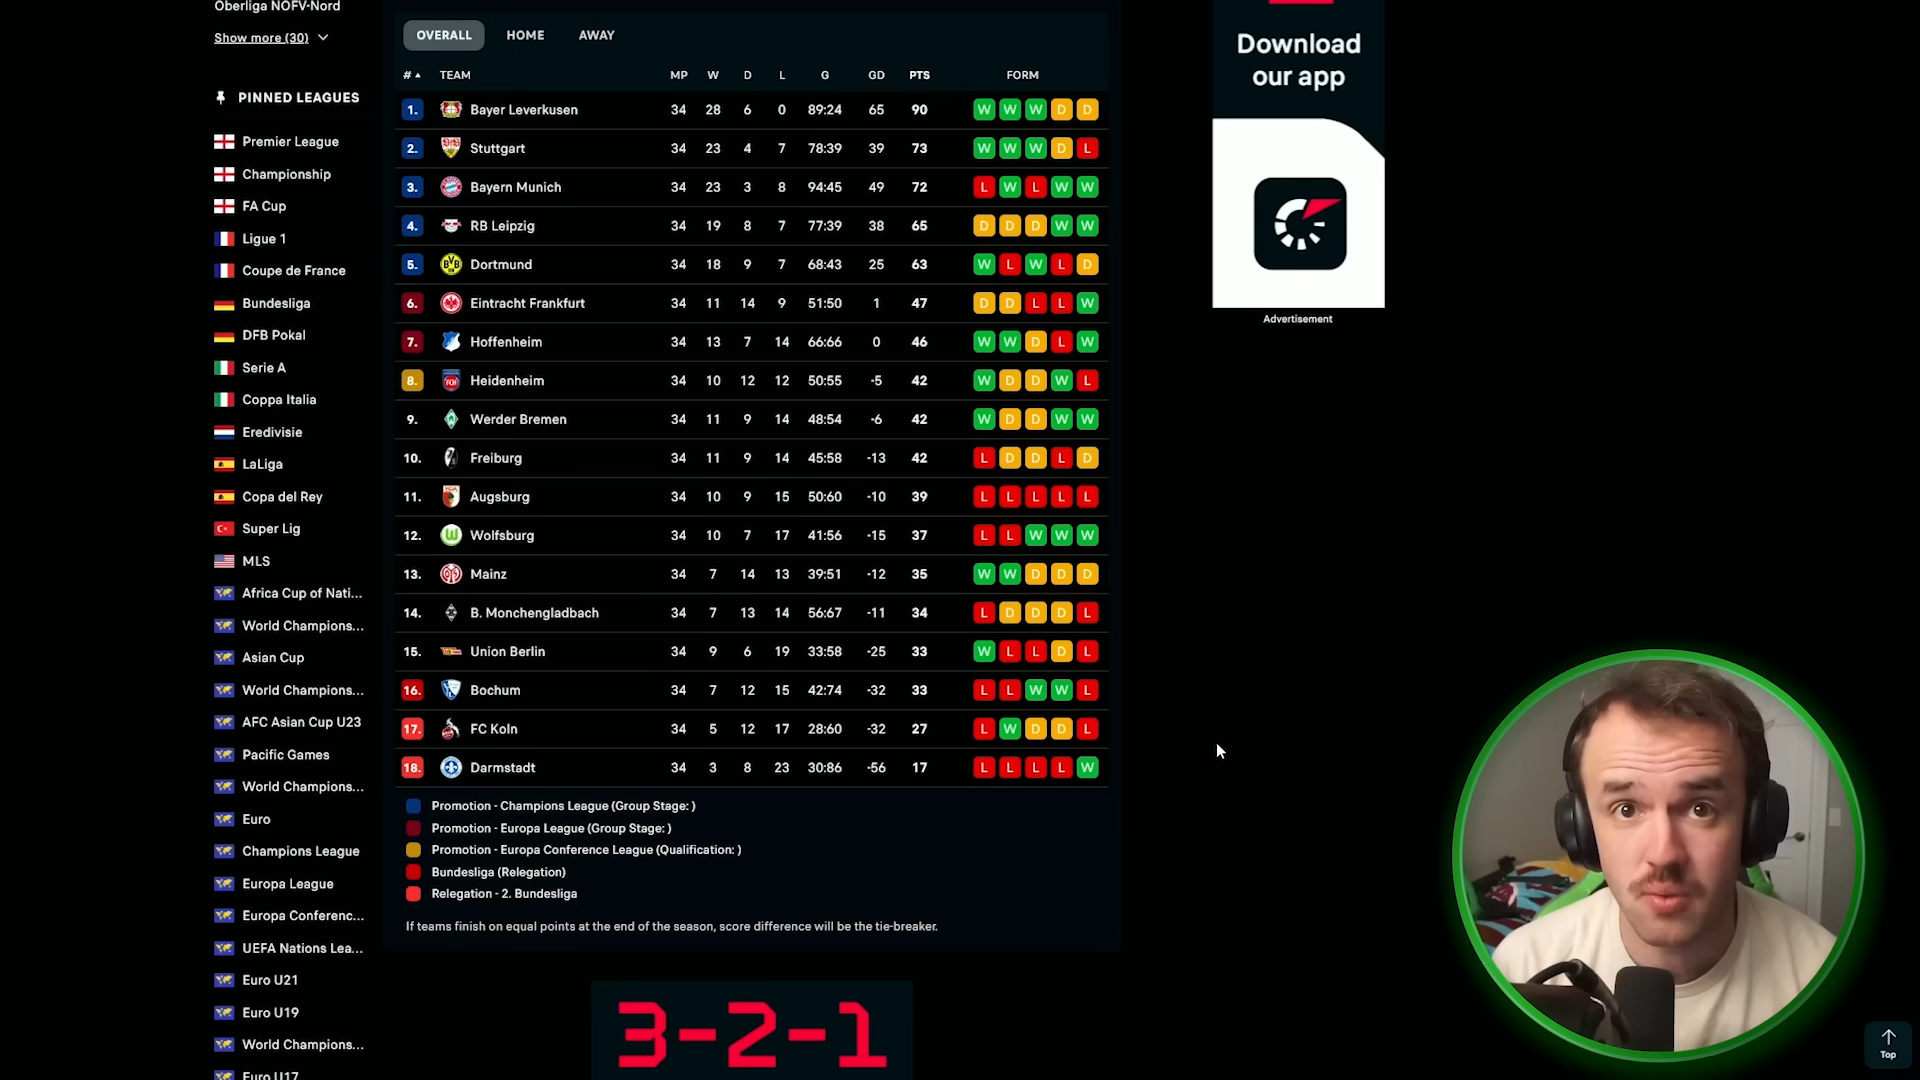 Oberliga NOFV-Nord
Show more (30)
PINNED LEAGUES
Premier League
Championship
FA Cup
Ligue 1
Coupe de France
Bundesliga
DFB Pokal
Serie A
Coppa Italia
Eredivisie
LaLiga
Copa del Rey
Super Lig
MLS
Africa Cup of Nati...
World Champions...
Asian Cup
World Champions...
AFC Asian Cup U23
Pacific Games
World Champions...
Euro
Champions League
Europa League
Europa Conferenc...
UEFA Nations Lea...
Euro U21
Euro U19
World Champions...
Euro U17
OVERALL HOME AWAY
# TEAM MP W D L G GD PTS FORM
1. Bayer Leverkusen 34 28 6 0 89:24 65 90 W W W D D
2. Stuttgart 34 23 4 7 78:39 39 73 W W W D L
3. Bayern Munich 34 23 3 8 94:45 49 72 L W L W W
4. RB Leipzig 34 19 8 7 77:39 38 65 D D D W W
5. Dortmund 34 18 9 7 68:43 25 63 W L W L D
6. Eintracht Frankfurt 34 11 14 9 51:50 1 47 D D L L W
7. Hoffenheim 34 13 7 14 66:66 0 46 W W D L W
8. Heidenheim 34 10 12 12 50:55 -5 42 W D D W L
9. Werder Bremen 34 11 9 14 48:54 -6 42 W D D W W
10. Freiburg 34 11 9 14 45:58 -13 42 L D D L D
11. Augsburg 34 10 9 15 50:60 -10 39 L L L L L
12. Wolfsburg 34 10 7 17 41:56 -15 37 L L W W W
13. Mainz 34 7 14 13 39:51 -12 35 W W D D D
14. B. Monchengladbach 34 7 13 14 56:67 -11 34 L D D D L
15. Union Berlin 34 9 6 19 33:58 -25 33 W L L D L
16. Bochum 34 7 12 15 42:74 -32 33 L L W W L
17. FC Koln 34 5 12 17 28:60 -32 27 L W D D L
18. Darmstadt 34 3 8 23 30:86 -56 17 L L L L W
Promotion - Champions League (Group Stage: )
Promotion - Europa League (Group Stage: )
Promotion - Europa Conference League (Qualification: )
Bundesliga (Relegation)
Relegation - 2. Bundesliga
If teams finish on equal points at the end of the season, score difference will be the tie-breaker.
3-2-1
Download
our app
Advertisement
Top